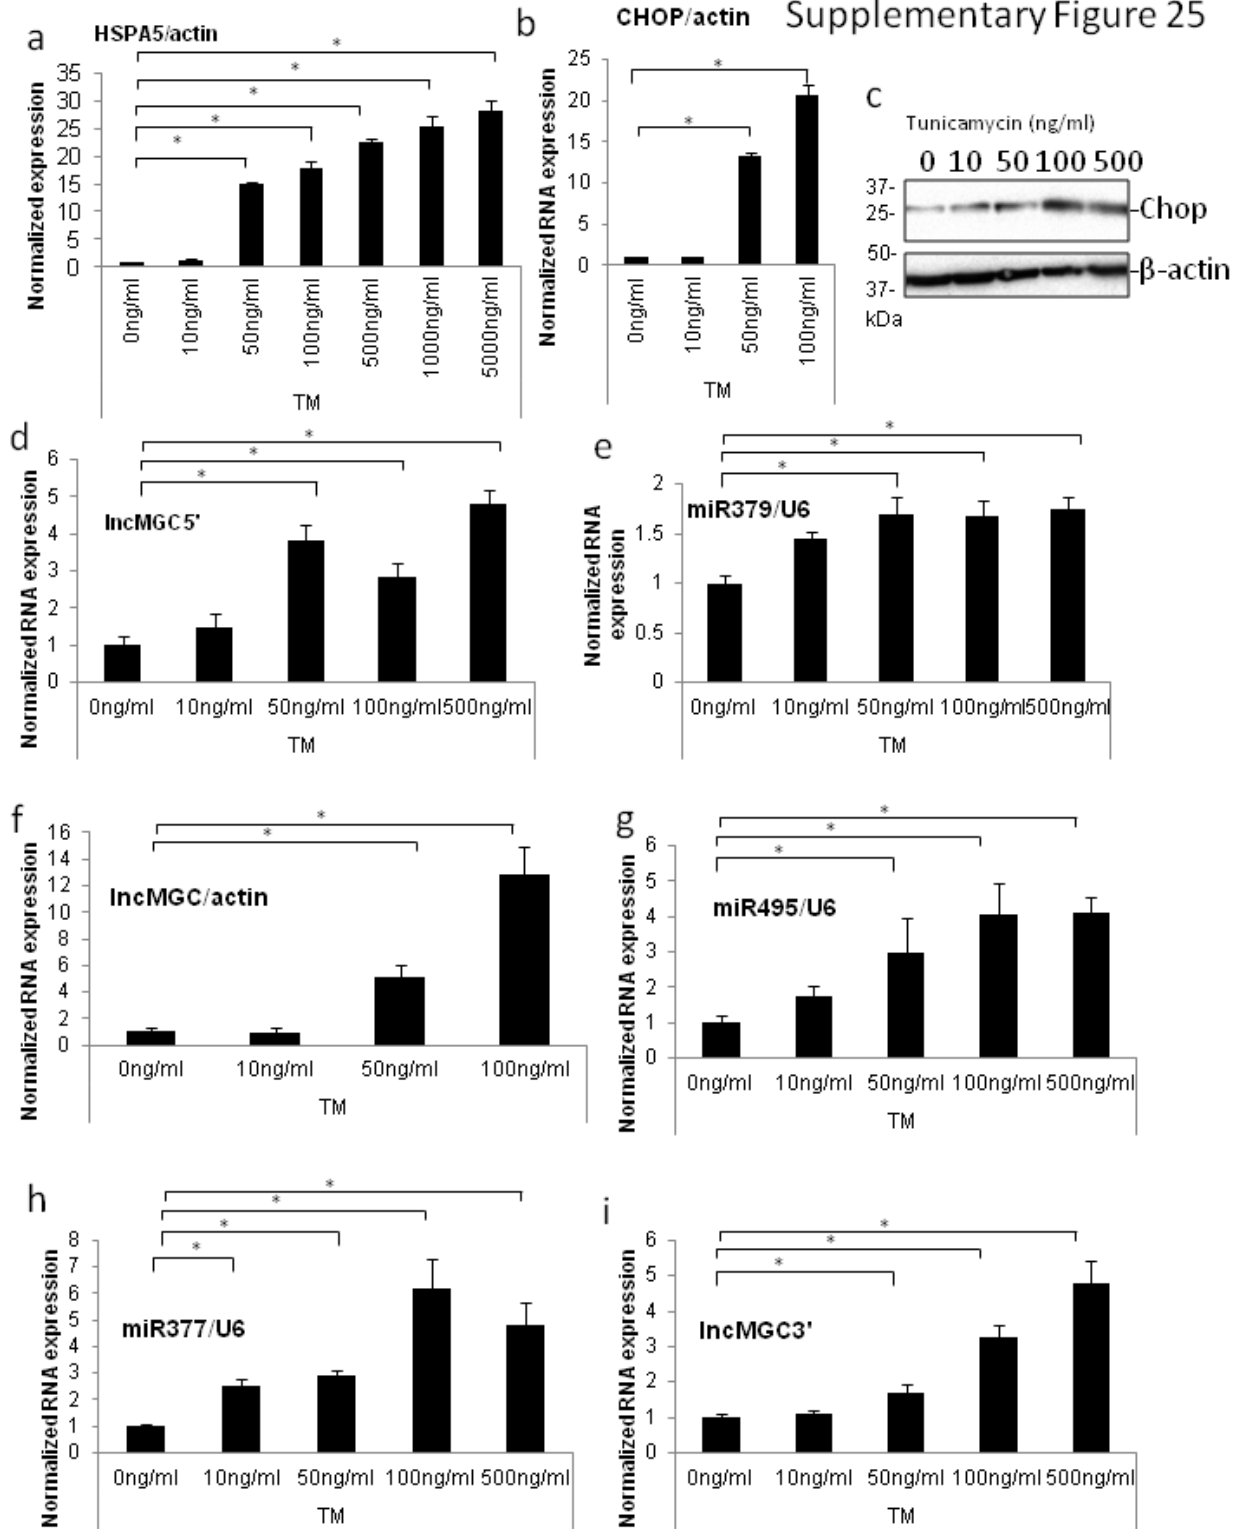 Supplementary Figure 25
a
HSPA5/actin
Normalized expression
35
30
25
20
15
10
5
0
* * * * *
0ng/ml 10ng/ml 50ng/ml 100ng/ml 500ng/ml 1000ng/ml 5000ng/ml
TM
b
CHOP/actin
Normalized RNA expression
25
20
15
10
5
0
* *
0ng/ml 10ng/ml 50ng/ml 100ng/ml
TM
c
Tunicamycin (ng/ml)
0 10 50 100 500
37-
25-
-Chop
50-
37-
-β-actin
kDa
d
lncMGC5'
Normalized RNA expression
6
5
4
3
2
1
0
* * *
0ng/ml 10ng/ml 50ng/ml 100ng/ml 500ng/ml
TM
e
miR379/U6
Normalized RNA
expression
2
1.5
1
0.5
0
* * *
0ng/ml 10ng/ml 50ng/ml 100ng/ml 500ng/ml
TM
f
lncMGC/actin
Normalized RNA expression
16
14
12
10
8
6
4
2
0
* *
0ng/ml 10ng/ml 50ng/ml 100ng/ml
TM
g
miR495/U6
Normalized RNA expression
6
5
4
3
2
1
0
* * *
0ng/ml 10ng/ml 50ng/ml 100ng/ml 500ng/ml
TM
h
miR377/U6
Normalized RNA expression
8
7
6
5
4
3
2
1
0
* * * *
0ng/ml 10ng/ml 50ng/ml 100ng/ml 500ng/ml
TM
i
lncMGC3'
Normalized RNA expression
6
5
4
3
2
1
0
* * *
0ng/ml 10ng/ml 50ng/ml 100ng/ml 500ng/ml
TM